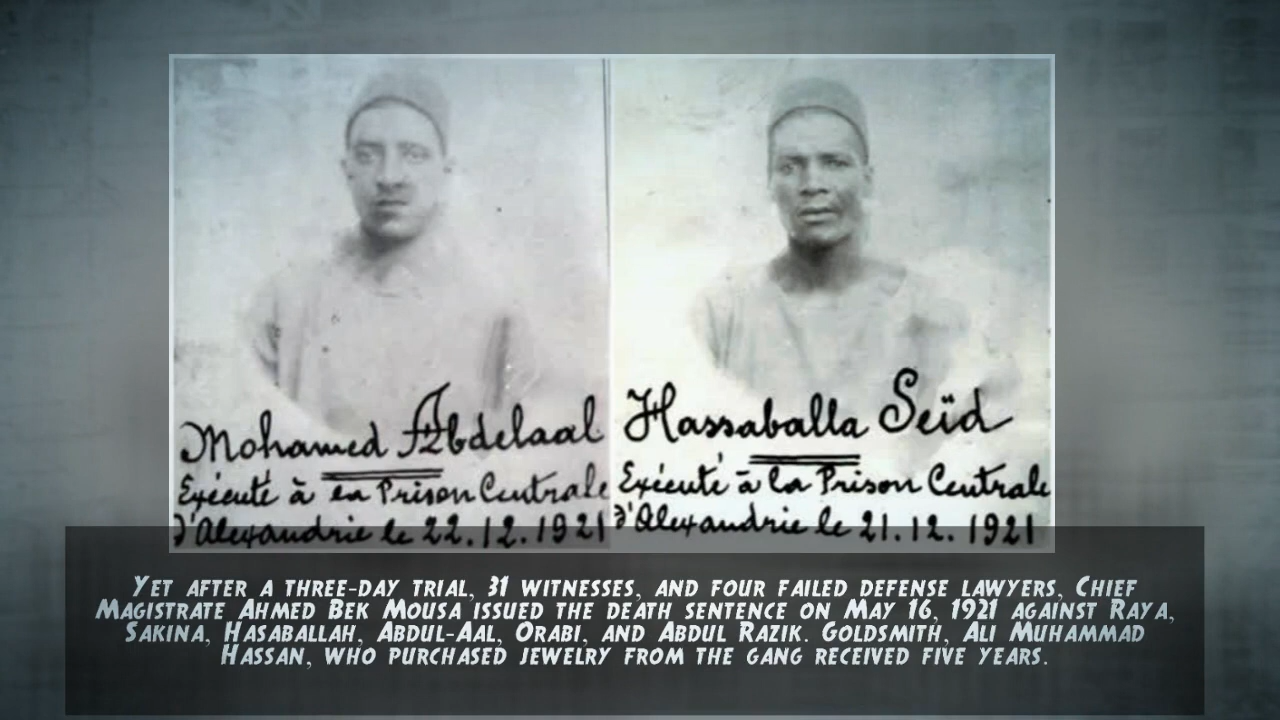 Mohamed Abdelaal
Exécuté à la Prison Centrale
d'Alexandrie le 22.12.1921
Hassaballa Seïd
Exécuté à la Prison Centrale
d'Alexandrie le 21.12.1921
YET AFTER A THREE-DAY TRIAL, 31 WITNESSES, AND FOUR FAILED DEFENSE LAWYERS, CHIEF
MAGISTRATE AHMED BEK MOUSA ISSUED THE DEATH SENTENCE ON MAY 16, 1921 AGAINST RAYA,
SAKINA, HASABALLAH, ABDUL-AAL, ORABI, AND ABDUL RAZIK. GOLDSMITH, ALI MUHAMMAD
HASSAN, WHO PURCHASED JEWELRY FROM THE GANG RECEIVED FIVE YEARS.